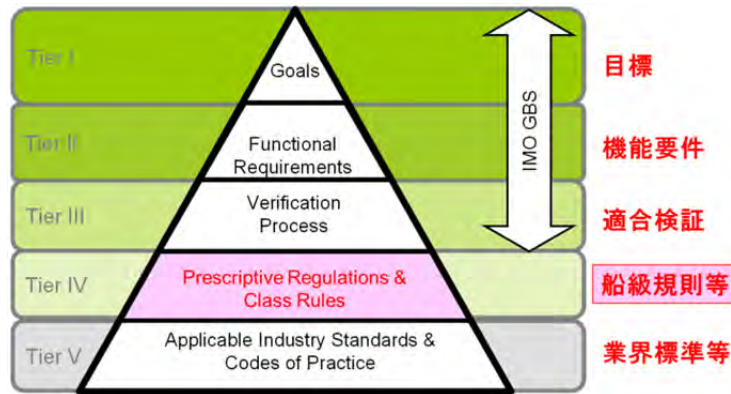 Tier I
Goals
目標
Tier II
Functional
Requirements
機能要件
Tier III
Verification
Process
適合検証
IMO GBS
Tier IV
Prescriptive Regulations &
Class Rules
船級規則等
Tier V
Applicable Industry Standards &
Codes of Practice
業界標準等